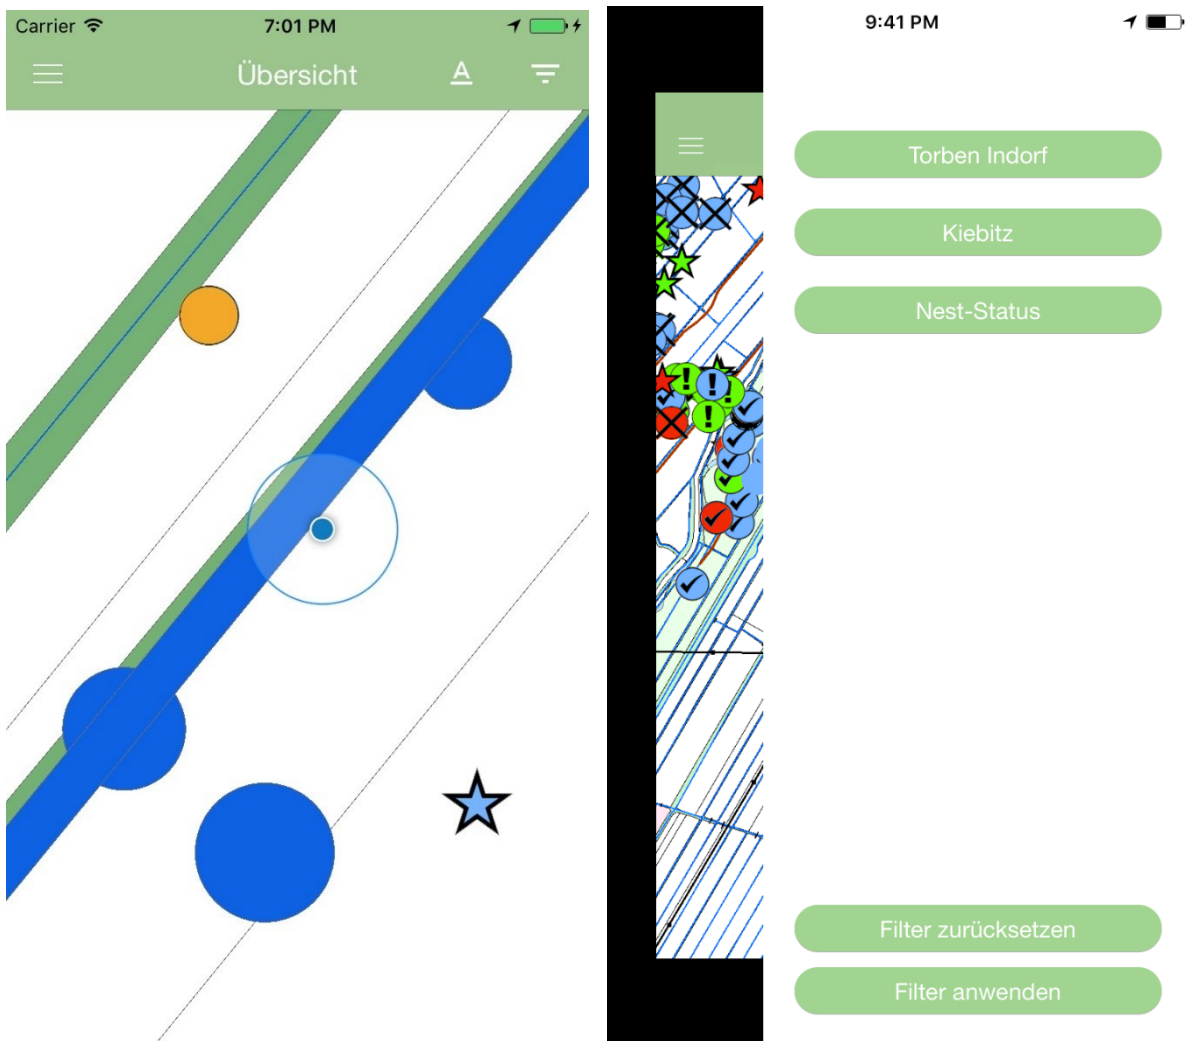 Carrier 7:01 PM
Übersicht A
9:41 PM
Torben Indorf
Kiebitz
Nest-Status
Filter zurücksetzen
Filter anwenden